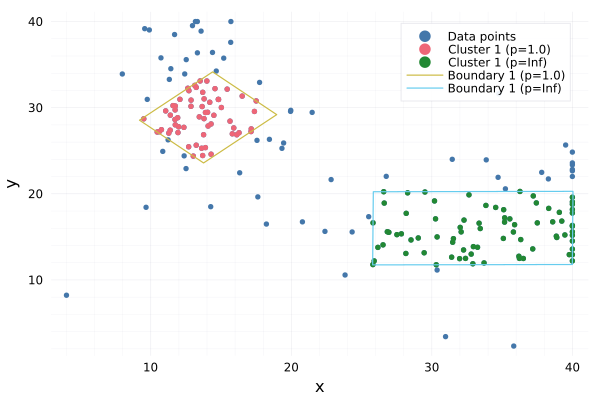 40
30
20
10
y
10
20
30
40
x
Data points
Cluster 1 (p=1.0)
Cluster 1 (p=Inf)
Boundary 1 (p=1.0)
Boundary 1 (p=Inf)